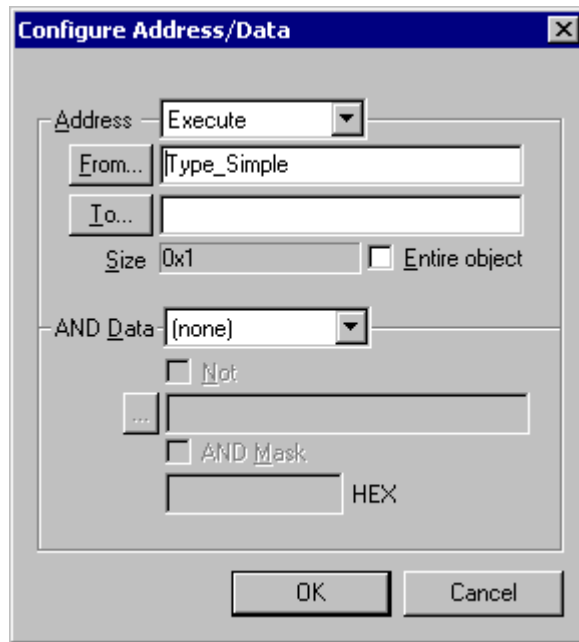 Configure Address/Data
Address Execute
From... Type_Simple
To...
Size 0x1 Entire object
AND Data (none)
Not
...
AND Mask
HEX
OK Cancel